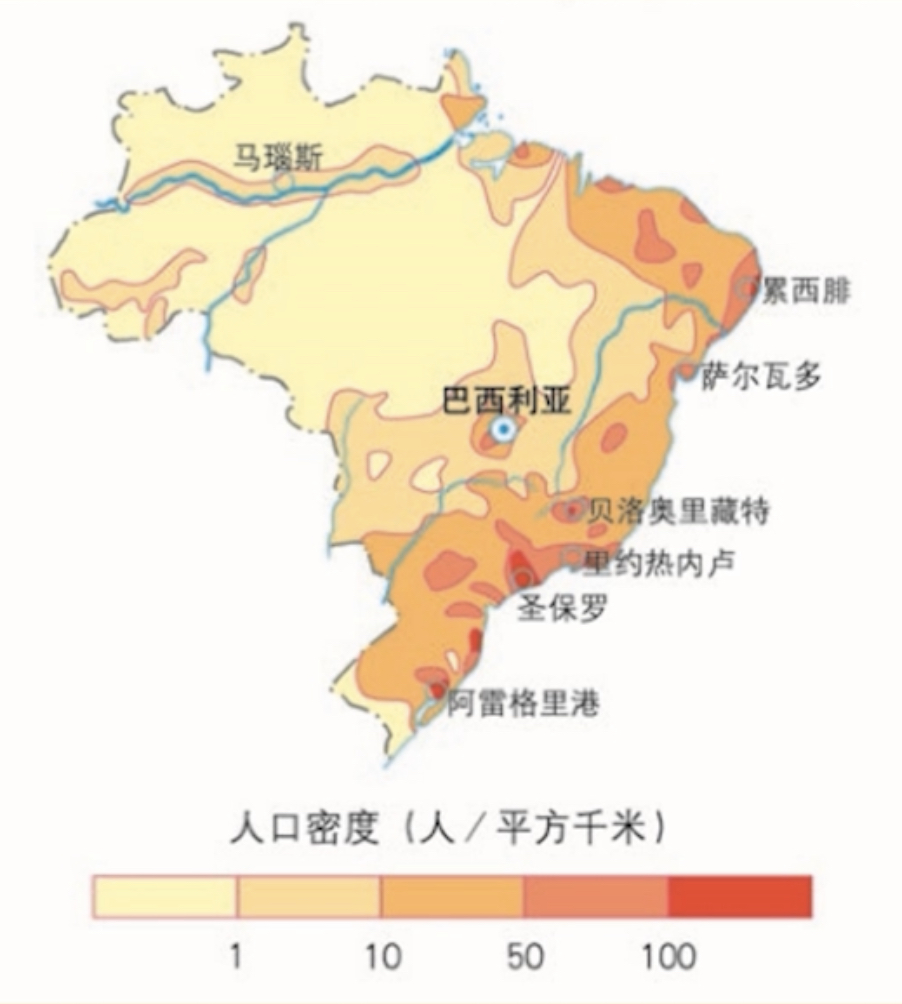 马瑙斯
累西腓
萨尔瓦多
巴西利亚
贝洛奥里藏特
里约热内卢
圣保罗
阿雷格里港
人口密度（人/平方千米）
1 10 50 100